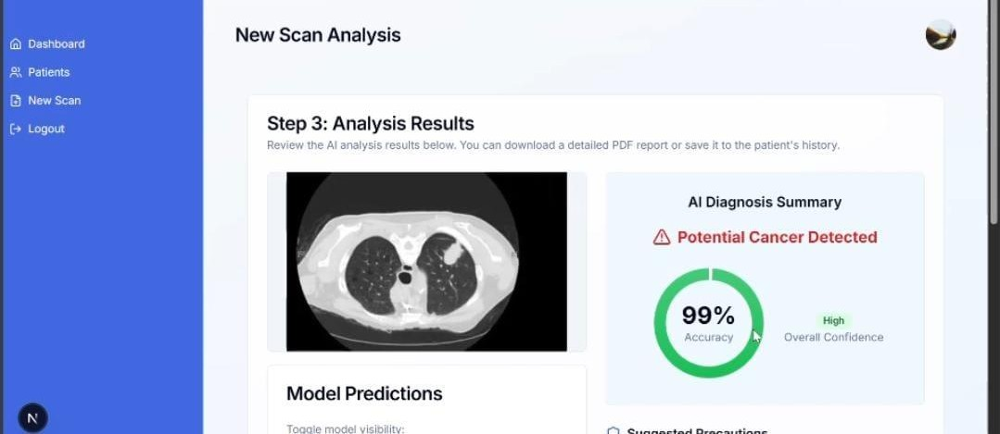 New Scan Analysis
Dashboard
Patients
New Scan
Logout
Step 3: Analysis Results
Review the AI analysis results below. You can download a detailed PDF report or save it to the patient's history.
AI Diagnosis Summary
Potential Cancer Detected
99%
Accuracy
High
Overall Confidence
Model Predictions
Toggle model visibility:
Suggested Precautions
N